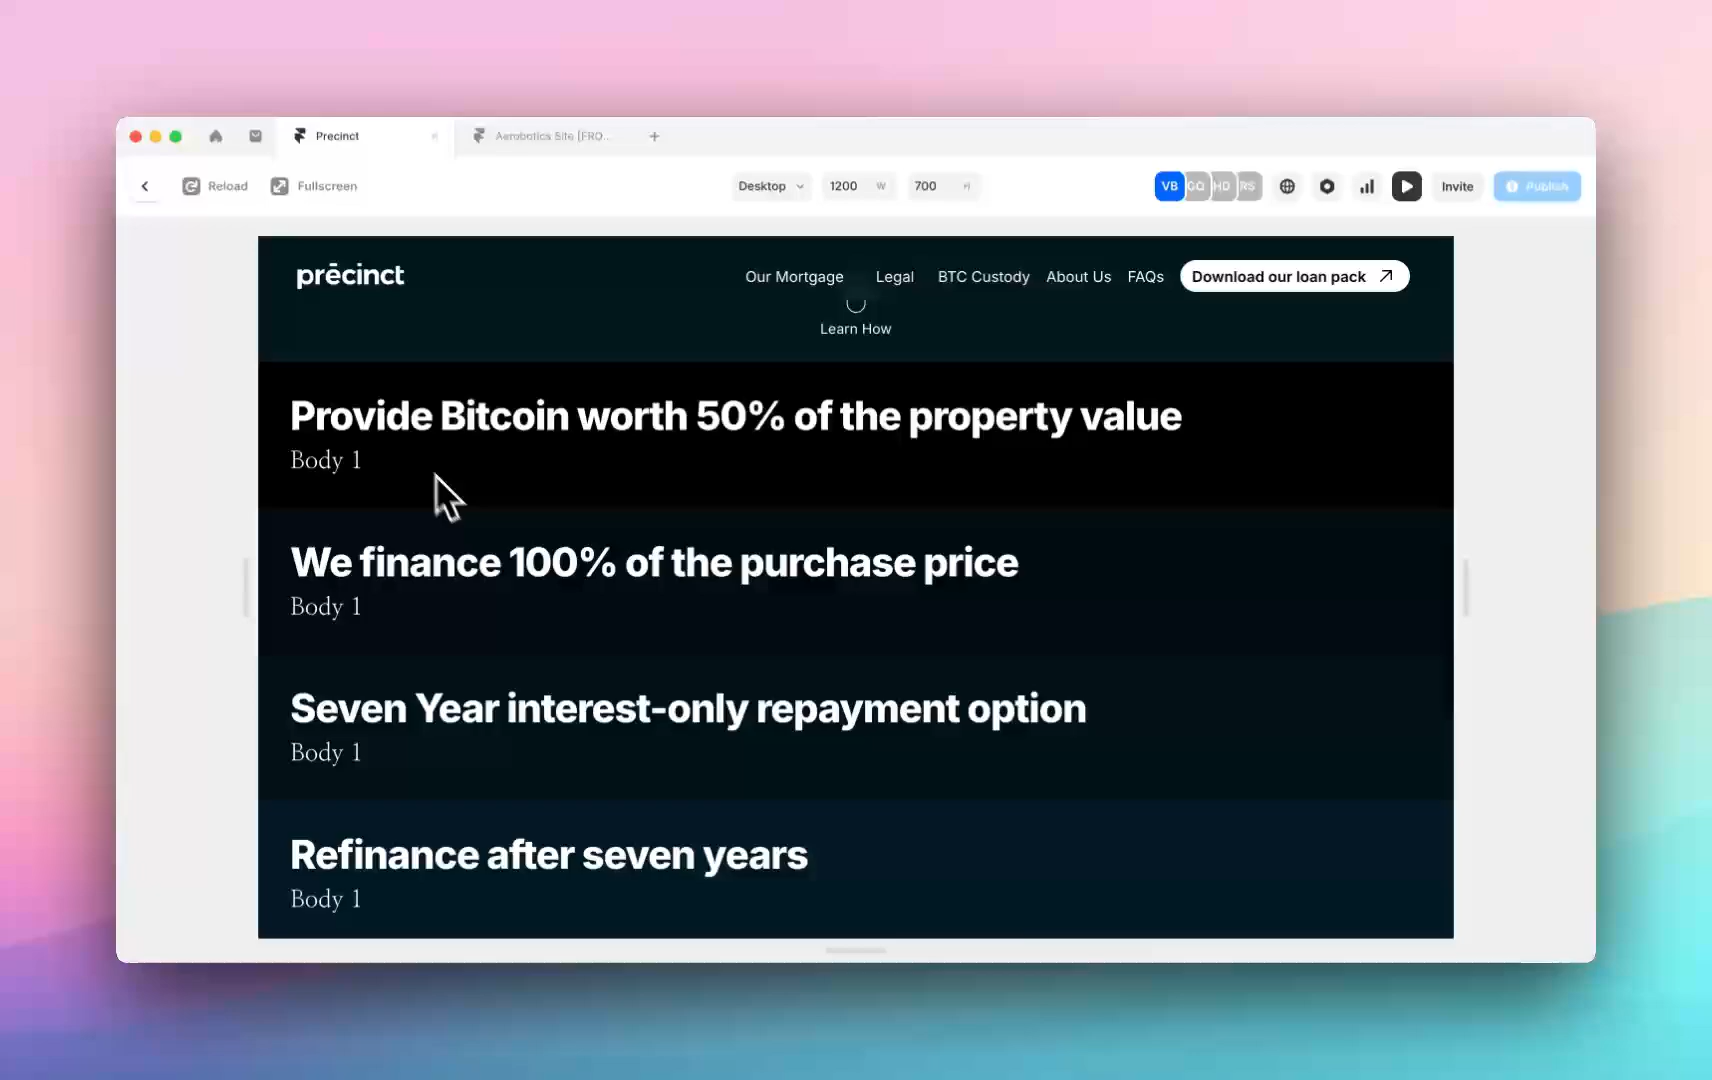 Precinct
Aerobotics Site [FRO...
Reload
Fullscreen
Desktop
1200 W
700 H
VB GQ HD RS
Invite
Publish
prēcinct
Our Mortgage
Legal
BTC Custody
About Us
FAQs
Download our loan pack
Learn How
Provide Bitcoin worth 50% of the property value
Body 1
We finance 100% of the purchase price
Body 1
Seven Year interest-only repayment option
Body 1
Refinance after seven years
Body 1